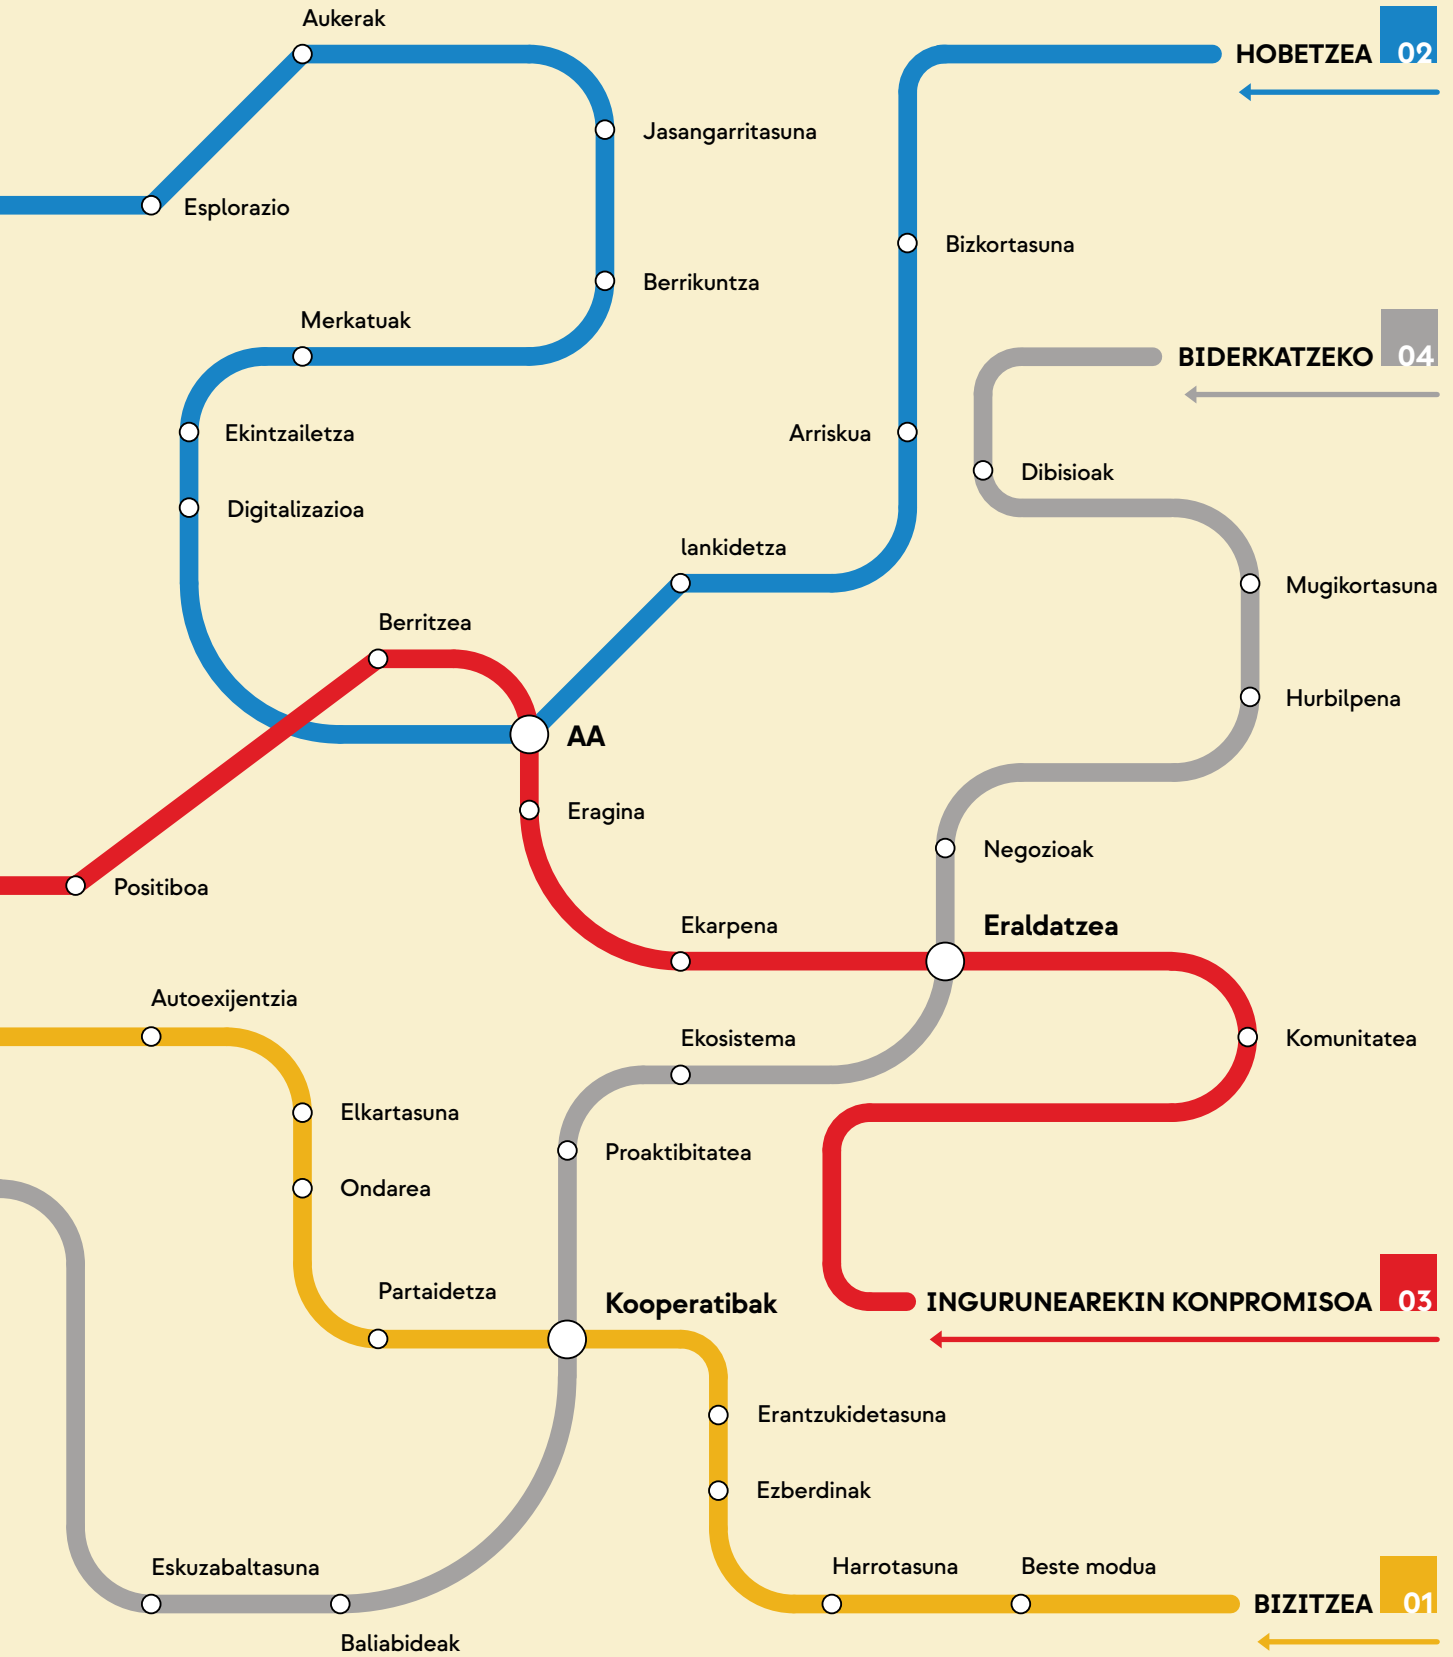 Aukerak
HOBETZEA 02
Jasangarritasuna
Esplorazio
Bizkortasuna
Berrikuntza
Merkatuak
BIDERKATZEKO 04
Ekintzailetza
Arriskua
Dibisioak
Digitalizazioa
lankidetza
Mugikortasuna
Berritzea
Hurbilpena
AA
Eragina
Negozioak
Positiboa
Ekarpena
Eraldatzea
Autoexijentzia
Ekosistema
Komunitatea
Elkartasuna
Proaktibitatea
Ondarea
Partaidetza
Kooperatibak
INGURUNEAREKIN KONPROMISOA 03
Erantzukidetasuna
Ezberdinak
Eskuzabaltasuna
Harrotasuna
Beste modua
BIZITZEA 01
Baliabideak